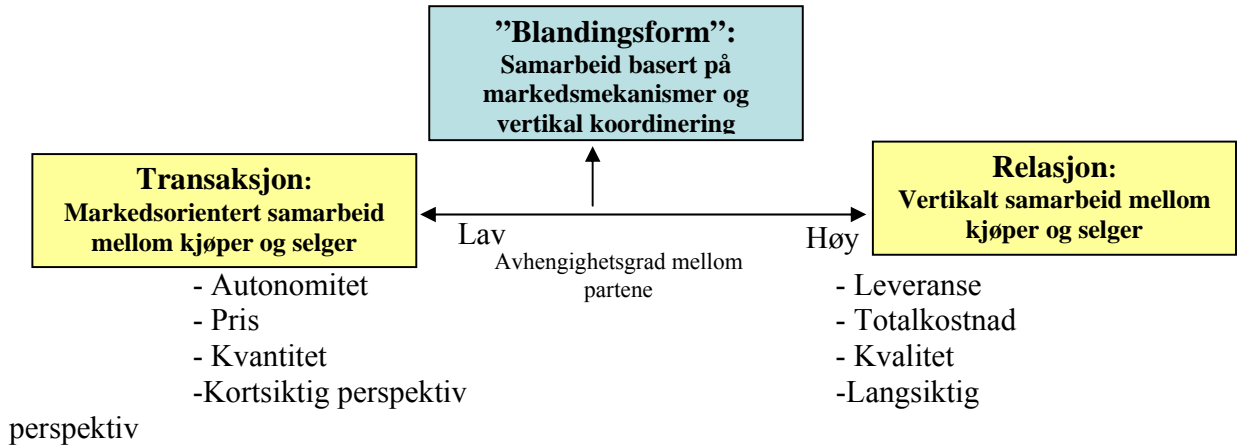 ”Blandingsform”:
Samarbeid basert på
markedsmekanismer og
vertikal koordinering
Transaksjon:
Markedsorientert samarbeid
mellom kjøper og selger
Relasjon:
Vertikalt samarbeid mellom
kjøper og selger
Lav
Høy
Avhengighetsgrad mellom
partene
- Autonomitet
- Pris
- Kvantitet
-Kortsiktig perspektiv
- Leveranse
- Totalkostnad
- Kvalitet
-Langsiktig
perspektiv